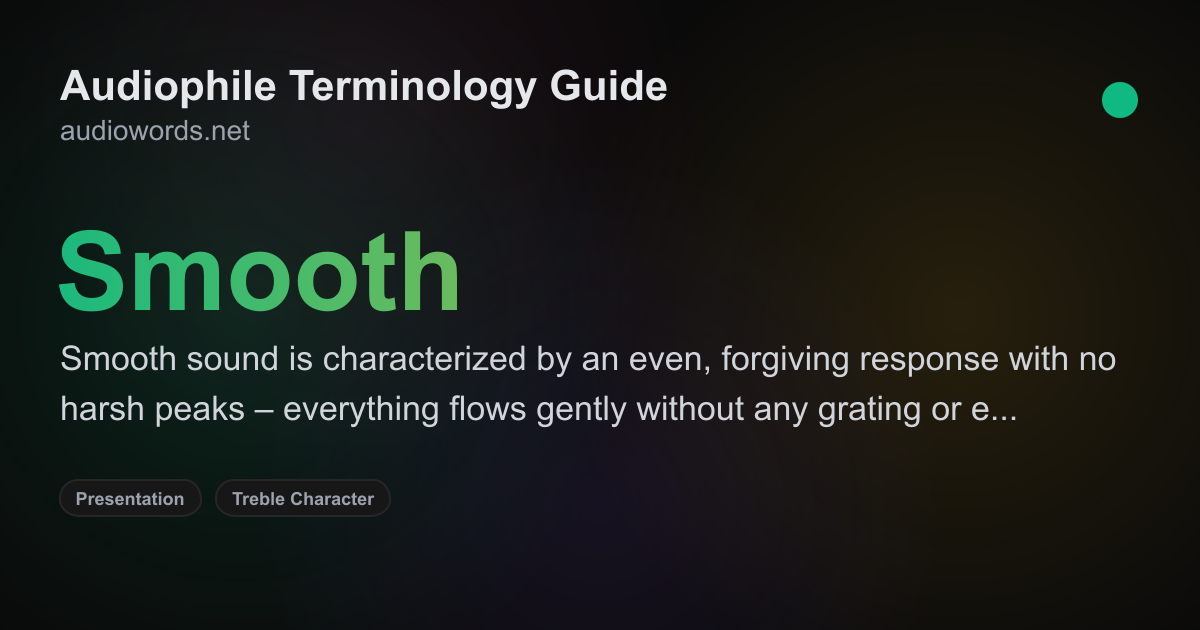 Audiophile Terminology Guide
audiowords.net
Smooth
Smooth sound is characterized by an even, forgiving response with no
harsh peaks – everything flows gently without any grating or e...
Presentation
Treble Character